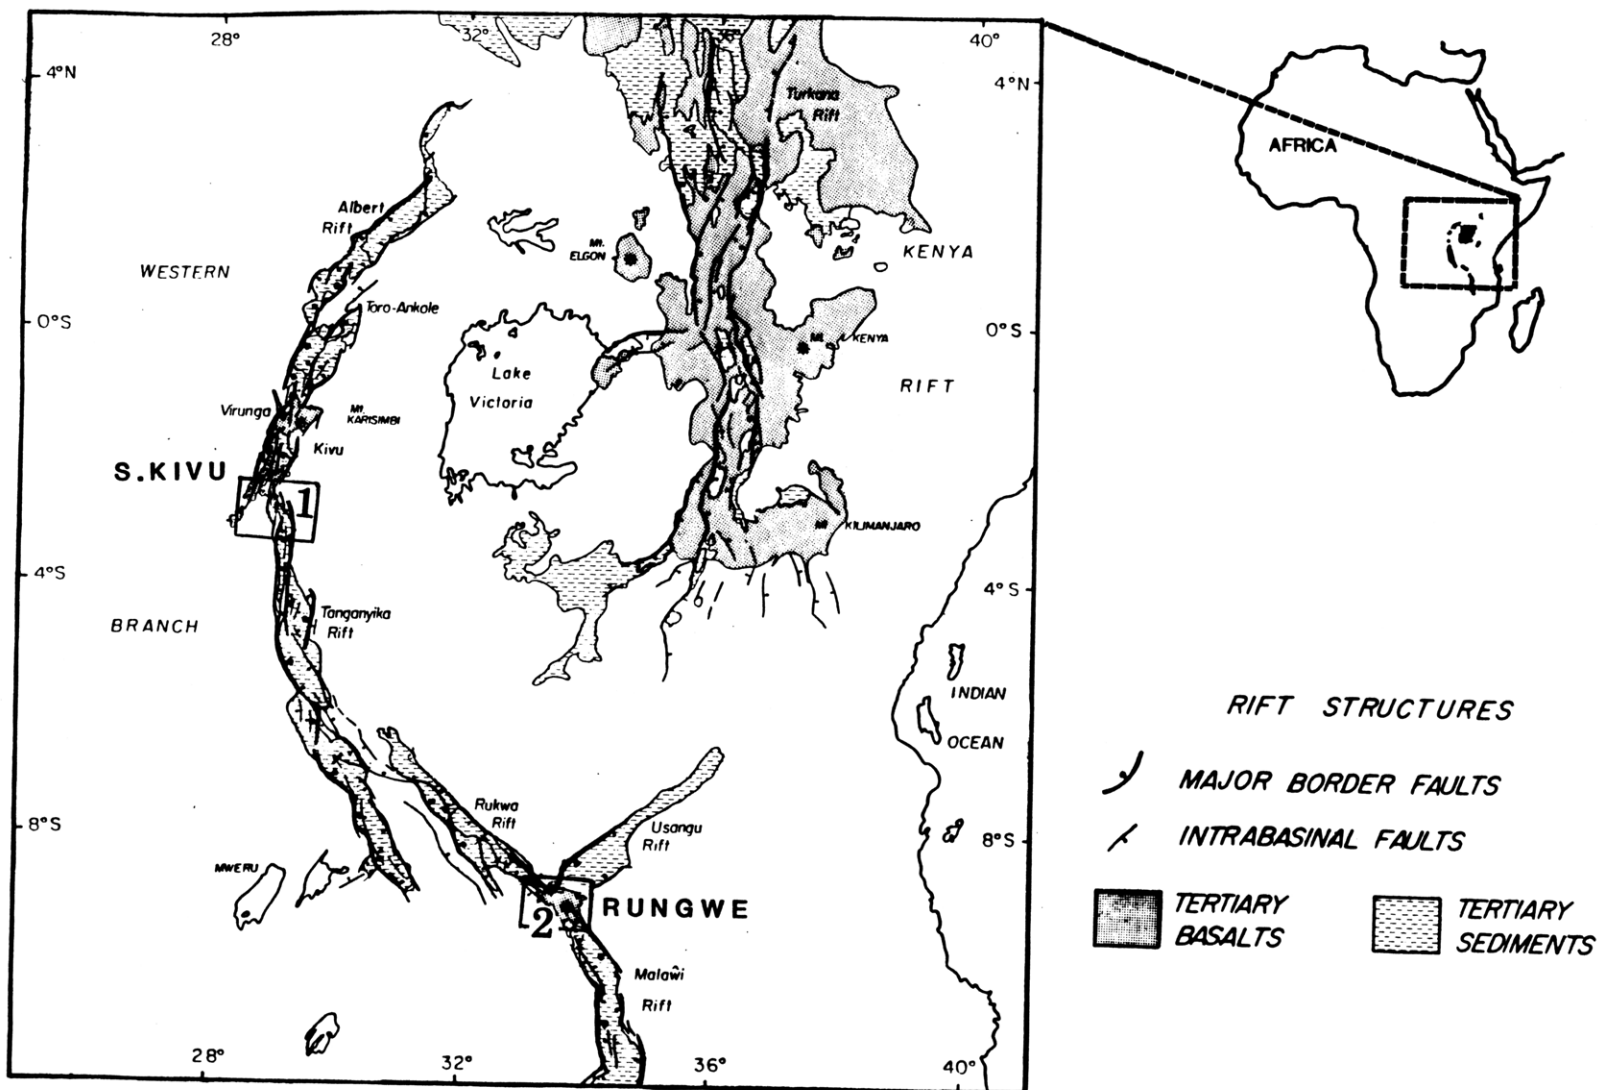 28°
32°
36°
40°
4°N
4°N
Turkana
Rift
AFRICA
Albert
Rift
MT.
ELGON
KENYA
WESTERN
Toro-Ankole
0°S
0°S
Mt.
KENYA
Lake
Victoria
RIFT
Virunga
Mt.
KARISIMBI
Kivu
S.KIVU
1
Mt.
KILIMANJARO
4°S
4°S
BRANCH
Tanganyika
Rift
INDIAN
OCEAN
RIFT STRUCTURES
MAJOR BORDER FAULTS
INTRABASINAL FAULTS
TERTIARY
BASALTS
TERTIARY
SEDIMENTS
Rukwa
Rift
Usangu
Rift
8°S
8°S
MWERU
2
RUNGWE
Malaŵi
Rift
28°
32°
36°
40°